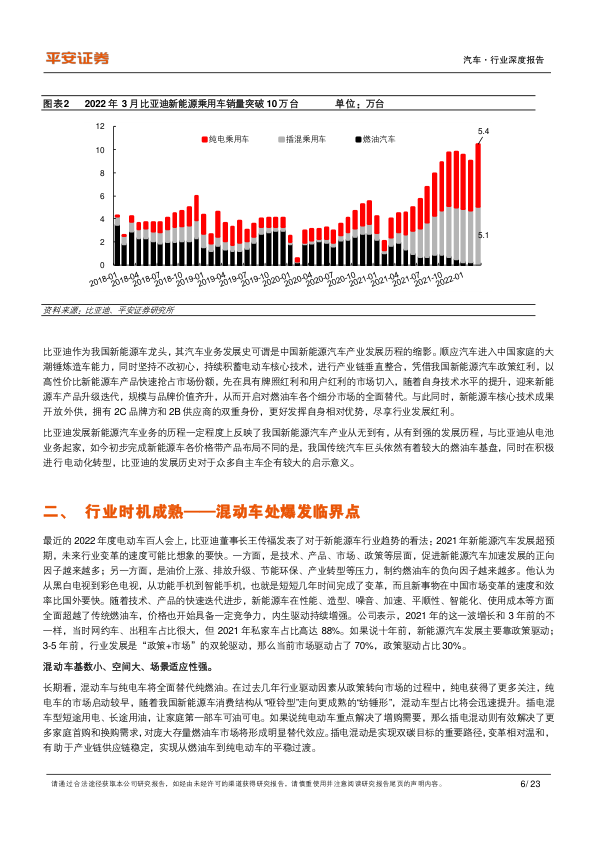 平安证券
汽车·行业深度报告
图表2 2022年3月比亚迪新能源乘用车销量突破10万台 单位：万台
12
10
8
6
4
2
0
纯电乘用车 插混乘用车 燃油汽车
5.4
5.1
2018-01 2018-04 2018-07 2018-10 2019-01 2019-04 2019-07 2019-10 2020-01 2020-04 2020-07 2020-10 2021-01 2021-04 2021-07 2021-10 2022-01
资料来源：比亚迪、平安证券研究所
比亚迪作为我国新能源车龙头，其汽车业务发展史可谓是中国新能源汽车产业发展历程的缩影。顺应汽车进入中国家庭的大
潮锤炼造车能力，同时坚持不改初心，持续积蓄电动车核心技术，进行产业链垂直整合，凭借我国新能源汽车政策红利，以
高性价比新能源车产品快速抢占市场份额，先在具有牌照红利和用户红利的市场切入，随着自身技术水平的提升，迎来新能
源车产品升级迭代，规模与品牌价值齐升，从而开启对燃油车各个细分市场的全面替代。与此同时，新能源车核心技术成果
开放外供，拥有 2C 品牌方和 2B 供应商的双重身份，更好发挥自身相对优势，尽享行业发展红利。
比亚迪发展新能源汽车业务的历程一定程度上反映了我国新能源汽车产业从无到有，从有到强的发展历程，与比亚迪从电池
业务起家，如今初步完成新能源车各价格带产品布局不同的是，我国传统汽车巨头依然有着较大的燃油车基盘，同时在积极
进行电动化转型，比亚迪的发展历史对于众多自主车企有较大的启示意义。
二、 行业时机成熟——混动车处爆发临界点
最近的 2022 年度电动车百人会上，比亚迪董事长王传福发表了对于新能源车行业趋势的看法：2021 年新能源汽车发展超预
期，未来行业变革的速度可能比想象的要快。一方面，是技术、产品、市场、政策等层面，促进新能源汽车加速发展的正向
因子越来越多；另一方面，是油价上涨、排放升级、节能环保、产业转型等压力，制约燃油车的负向因子越来越多。他认为
从黑白电视到彩色电视，从功能手机到智能手机，也就是短短几年时间完成了变革，而且新事物在中国市场变革的速度和效
率比国外要快。随着技术、产品的快速迭代进步，新能源车在性能、造型、噪音、加速、平顺性、智能化、使用成本等方面
全面超越了传统燃油车，价格也开始具备一定竞争力，内生驱动持续增强。公司表示，2021 年的这一波增长和 3 年前的不
一样，当时网约车、出租车占比很大，但 2021 年私家车占比高达 88%。如果说十年前，新能源汽车发展主要靠政策驱动；
3-5 年前，行业发展是“政策+市场”的双轮驱动，那么当前市场驱动占了 70%，政策驱动占比 30%。
混动车基数小、空间大、场景适应性强。
长期看，混动车与纯电车将全面替代纯燃油。在过去几年行业驱动因素从政策转向市场的过程中，纯电获得了更多关注，纯
电车的市场启动较早，随着我国新能车消费结构从“哑铃型”走向更成熟的“纺锤形”，混动车型占比将会迅速提升。插电混
车型短途用电、长途用油，让家庭第一部车可油可电。如果说纯电动车重点解决了增购需要，那么插电混动则有效解决了更
多家庭首购和换购需求，对庞大存量燃油车市场将形成明显替代效应。插电混动是实现双碳目标的重要路径，变革相对温和，
有助于产业链供应链稳定，实现从燃油车到纯电动车的平稳过渡。
请通过合法途径获取本公司研究报告，如经由未经许可的渠道获得研究报告，请慎重使用并注意阅读研究报告尾页的声明内容。
6/ 23